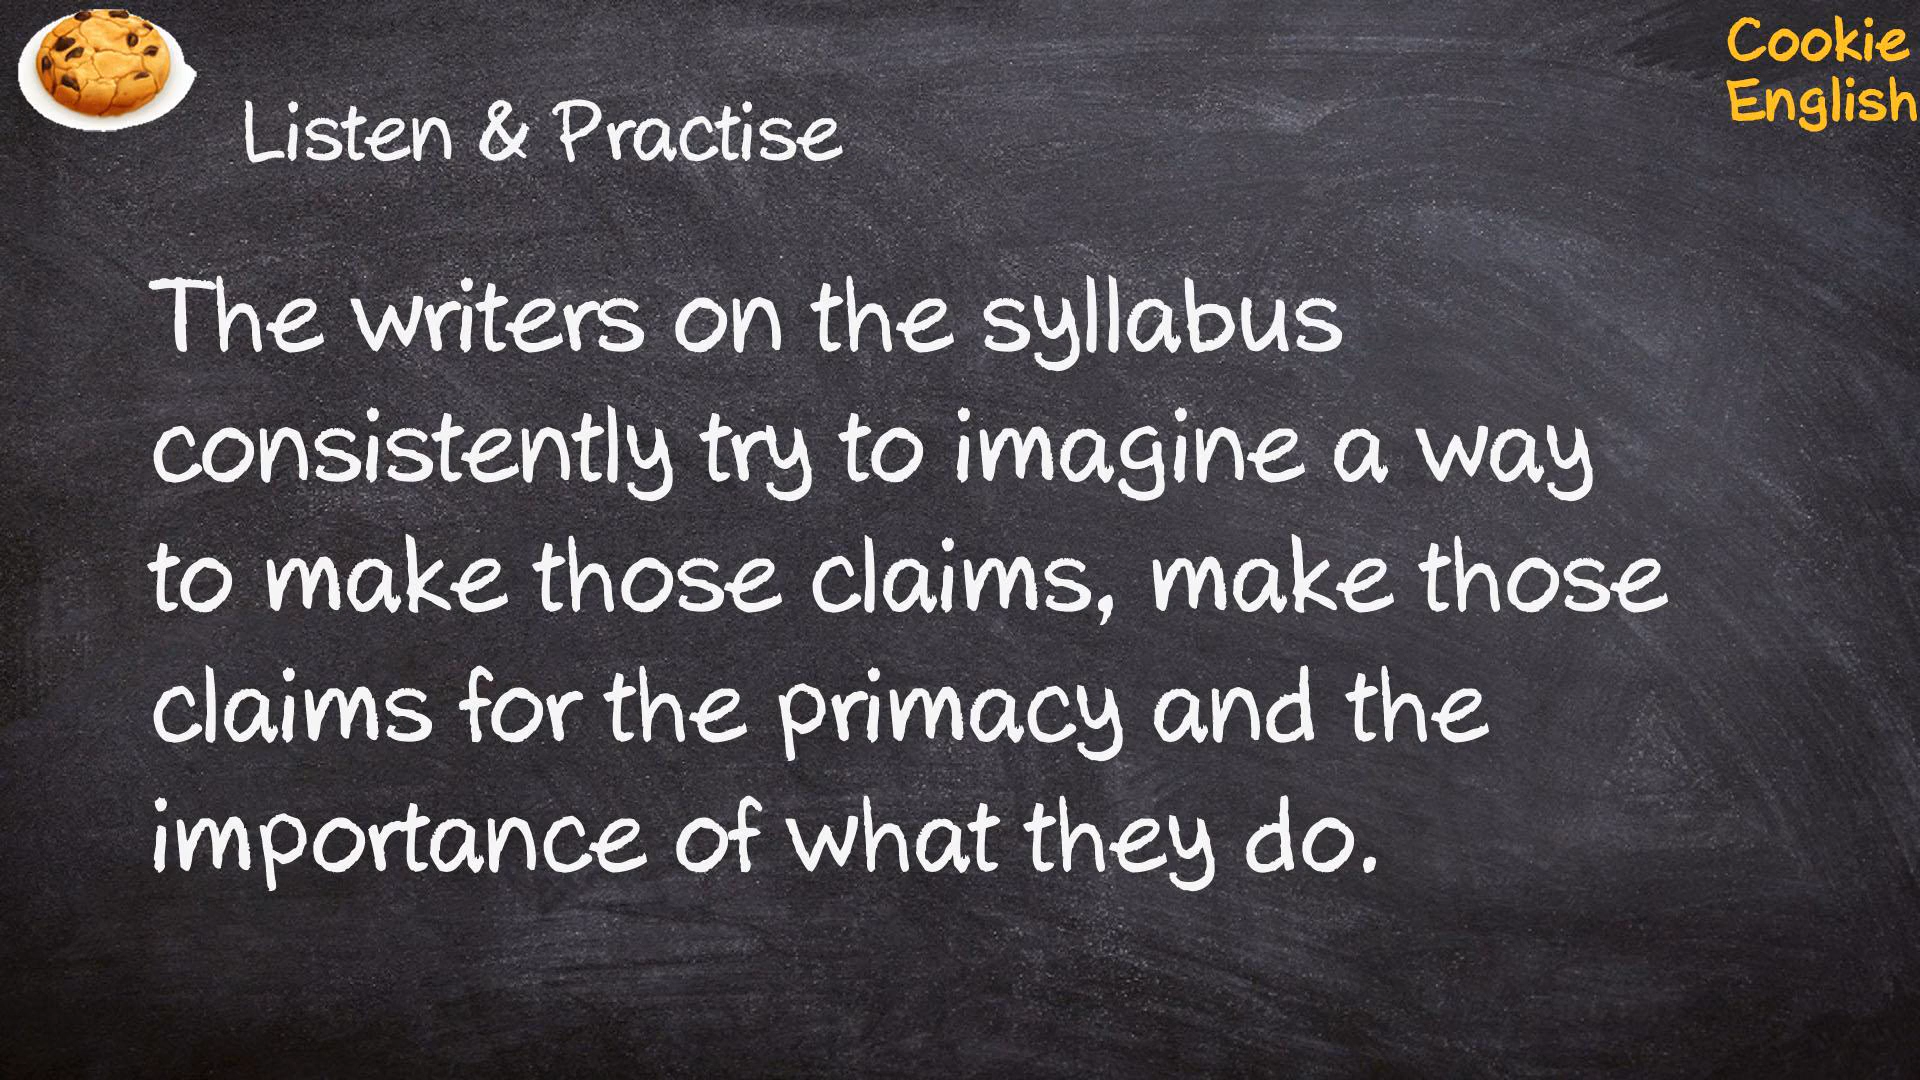 Cookie
English
Listen & Practise
The writers on the syllabus
consistently try to imagine a way
to make those claims, make those
claims for the primacy and the
importance of what they do.